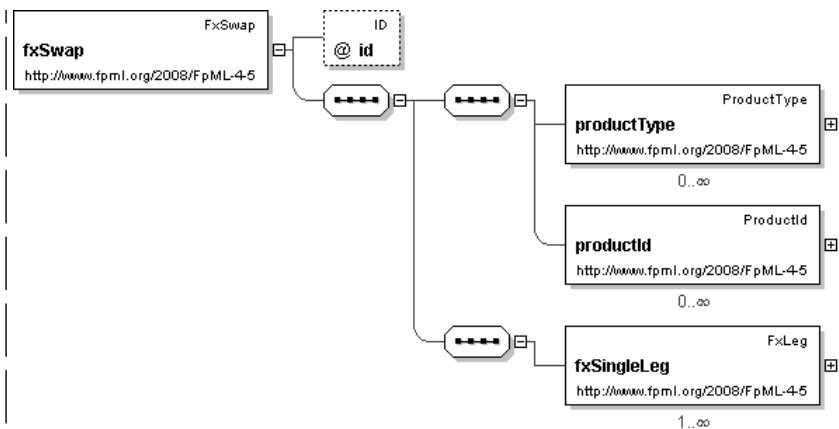 FxSwap
fxSwap
http://www.fpml.org/2008/FpML-4-5
ID
@ id
ProductType
productType
http://www.fpml.org/2008/FpML-4-5
0..∞
ProductId
productId
http://www.fpml.org/2008/FpML-4-5
0..∞
FxLeg
fxSingleLeg
http://www.fpml.org/2008/FpML-4-5
1..∞